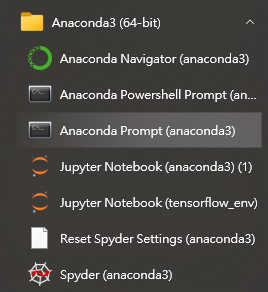 Anaconda3 (64-bit)
Anaconda Navigator (anaconda3)
Anaconda Powershell Prompt (an...
Anaconda Prompt (anaconda3)
Jupyter Notebook (anaconda3) (1)
Jupyter Notebook (tensorflow_env)
Reset Spyder Settings (anaconda3)
Spyder (anaconda3)